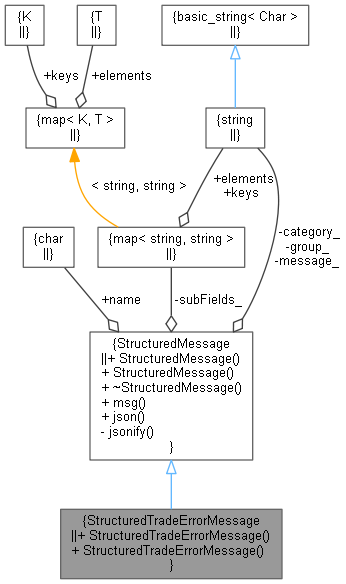 {K
||}
{T
||}
{basic_string< Char >
||}
+keys
+elements
{map< K, T >
||}
{string
||}
< string, string >
+elements
+keys
{char
||}
{map< string, string >
||}
-category_
-group_
-message_
+name
-subFields_
{StructuredMessage
||+ StructuredMessage()
+ StructuredMessage()
+ ~StructuredMessage()
+ msg()
+ json()
- jsonify()
}
{StructuredTradeErrorMessage
||+ StructuredTradeErrorMessage()
+ StructuredTradeErrorMessage()
}